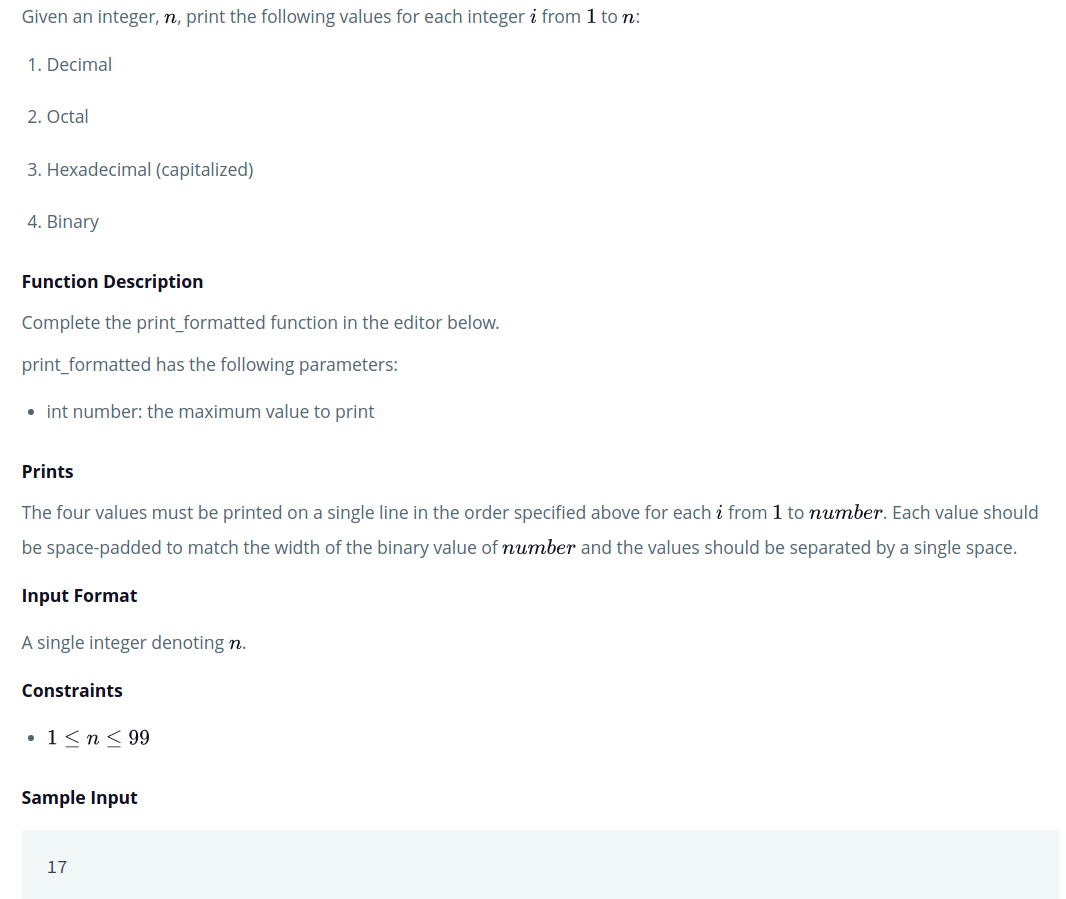 Given an integer, n, print the following values for each integer i from 1 to n:
1. Decimal
2. Octal
3. Hexadecimal (capitalized)
4. Binary
Function Description
Complete the print_formatted function in the editor below.
print_formatted has the following parameters:
• int number: the maximum value to print
Prints
The four values must be printed on a single line in the order specified above for each i from 1 to number. Each value should
be space-padded to match the width of the binary value of number and the values should be separated by a single space.
Input Format
A single integer denoting n.
Constraints
• 1 ≤ n ≤ 99
Sample Input
17